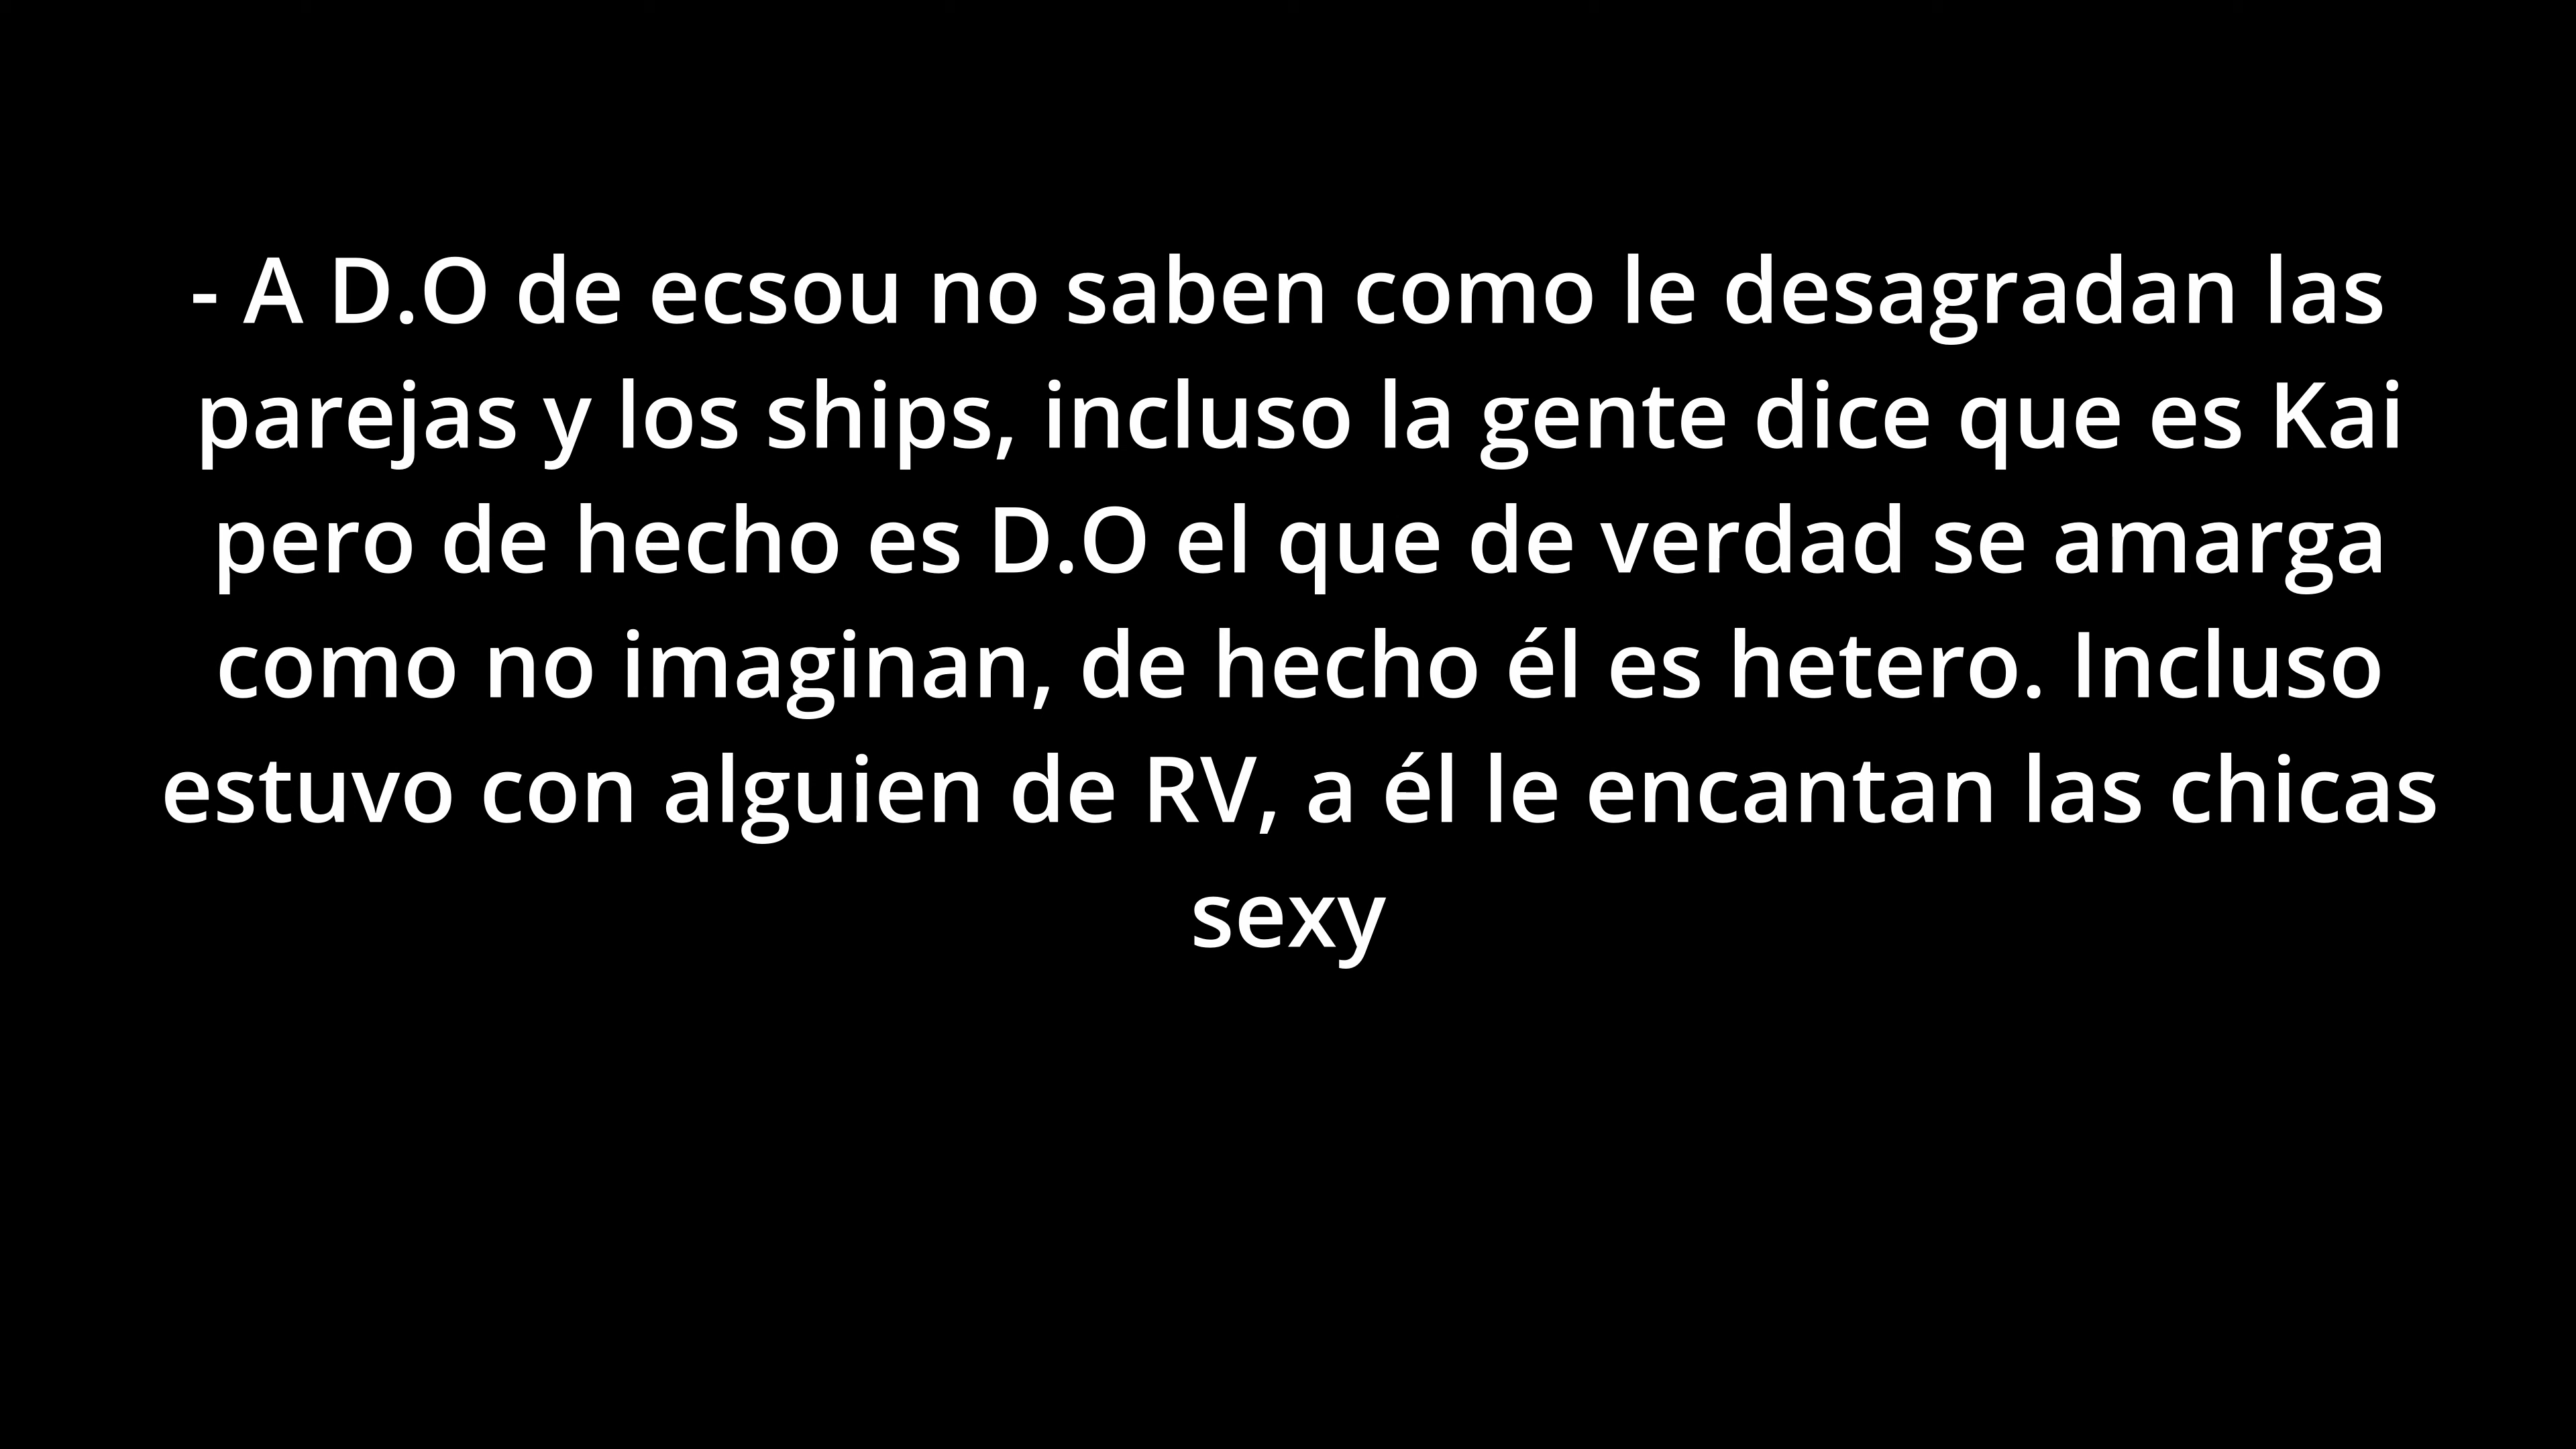 - A D.O de ecsou no saben como le desagradan las
parejas y los ships, incluso la gente dice que es Kai
pero de hecho es D.O el que de verdad se amarga
como no imaginan, de hecho él es hetero. Incluso
estuvo con alguien de RV, a él le encantan las chicas
sexy